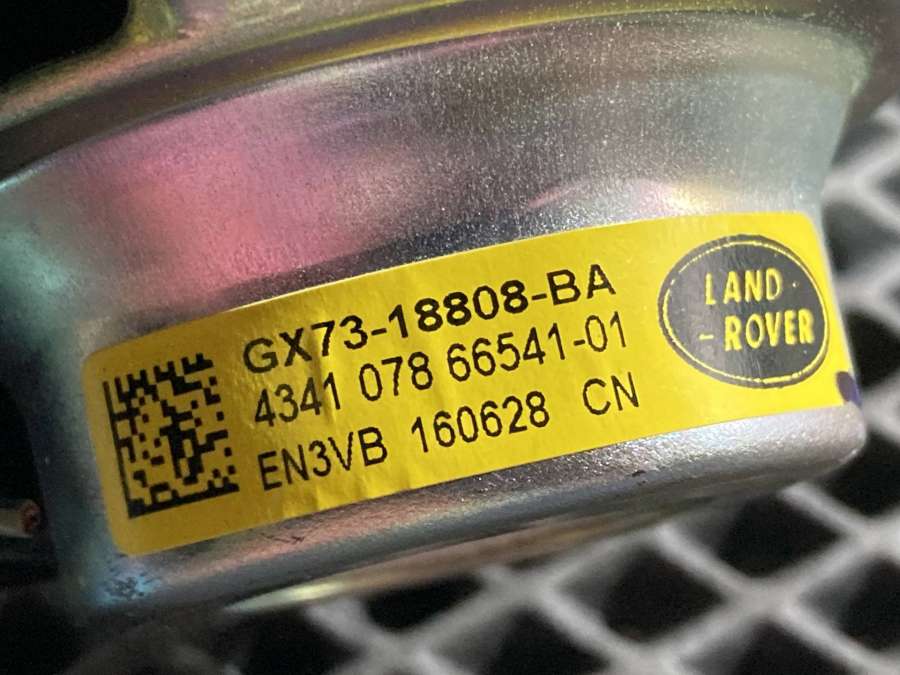 GX73-18808-BA
4341 078 66541-01
EN3VB 160628 CN
LAND
-ROVER